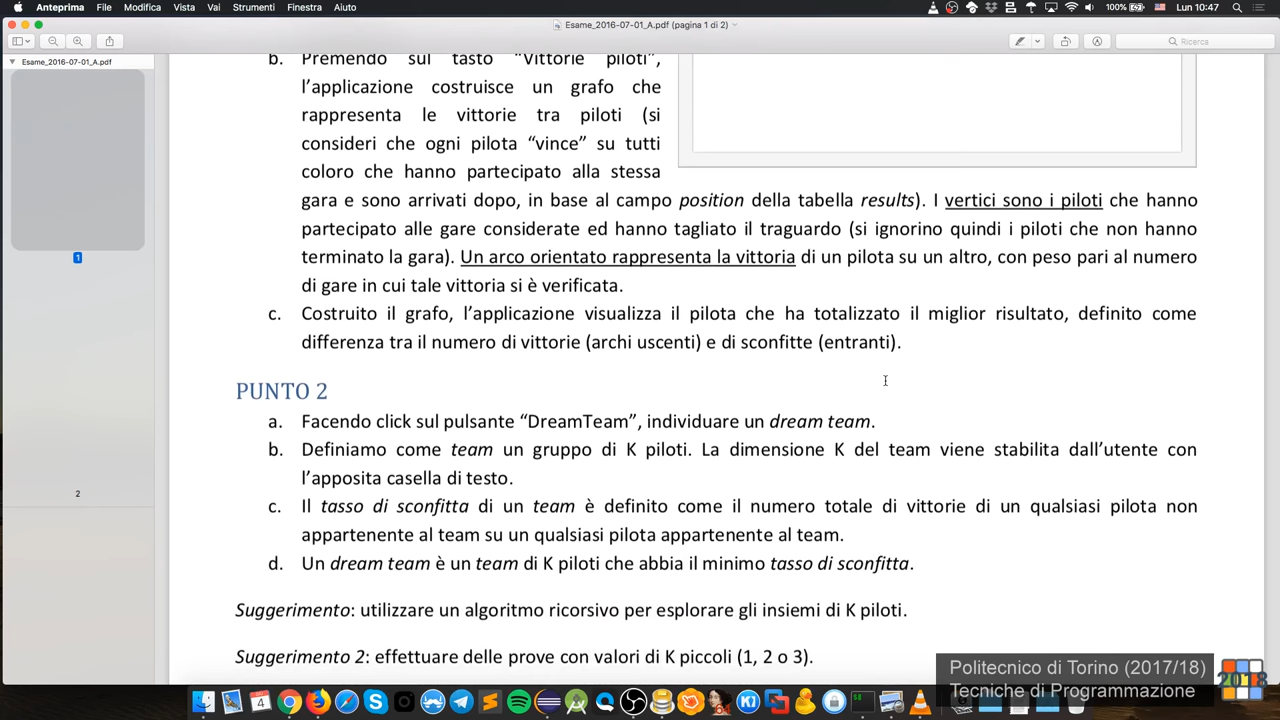 Anteprima File Modifica Vista Vai Strumenti Finestra Aiuto 100% Lun 10:47
Esame_2016-07-01_A.pdf (pagina 1 di 2)
Ricerca
Esame_2016-07-01_A.pdf
1
2
b. Premendo sul tasto “Vittorie piloti”,
l’applicazione costruisce un grafo che
rappresenta le vittorie tra piloti (si
consideri che ogni pilota “vince” su tutti
coloro che hanno partecipato alla stessa
gara e sono arrivati dopo, in base al campo position della tabella results). I vertici sono i piloti che hanno
partecipato alle gare considerate ed hanno tagliato il traguardo (si ignorino quindi i piloti che non hanno
terminato la gara). Un arco orientato rappresenta la vittoria di un pilota su un altro, con peso pari al numero
di gare in cui tale vittoria si è verificata.
c. Costruito il grafo, l’applicazione visualizza il pilota che ha totalizzato il miglior risultato, definito come
differenza tra il numero di vittorie (archi uscenti) e di sconfitte (entranti).
PUNTO 2
a. Facendo click sul pulsante “DreamTeam”, individuare un dream team.
b. Definiamo come team un gruppo di K piloti. La dimensione K del team viene stabilita dall’utente con
l’apposita casella di testo.
c. Il tasso di sconfitta di un team è definito come il numero totale di vittorie di un qualsiasi pilota non
appartenente al team su un qualsiasi pilota appartenente al team.
d. Un dream team è un team di K piloti che abbia il minimo tasso di sconfitta.
Suggerimento: utilizzare un algoritmo ricorsivo per esplorare gli insiemi di K piloti.
Suggerimento 2: effettuare delle prove con valori di K piccoli (1, 2 o 3).
Politecnico di Torino (2017/18)
Tecniche di Programmazione
2018